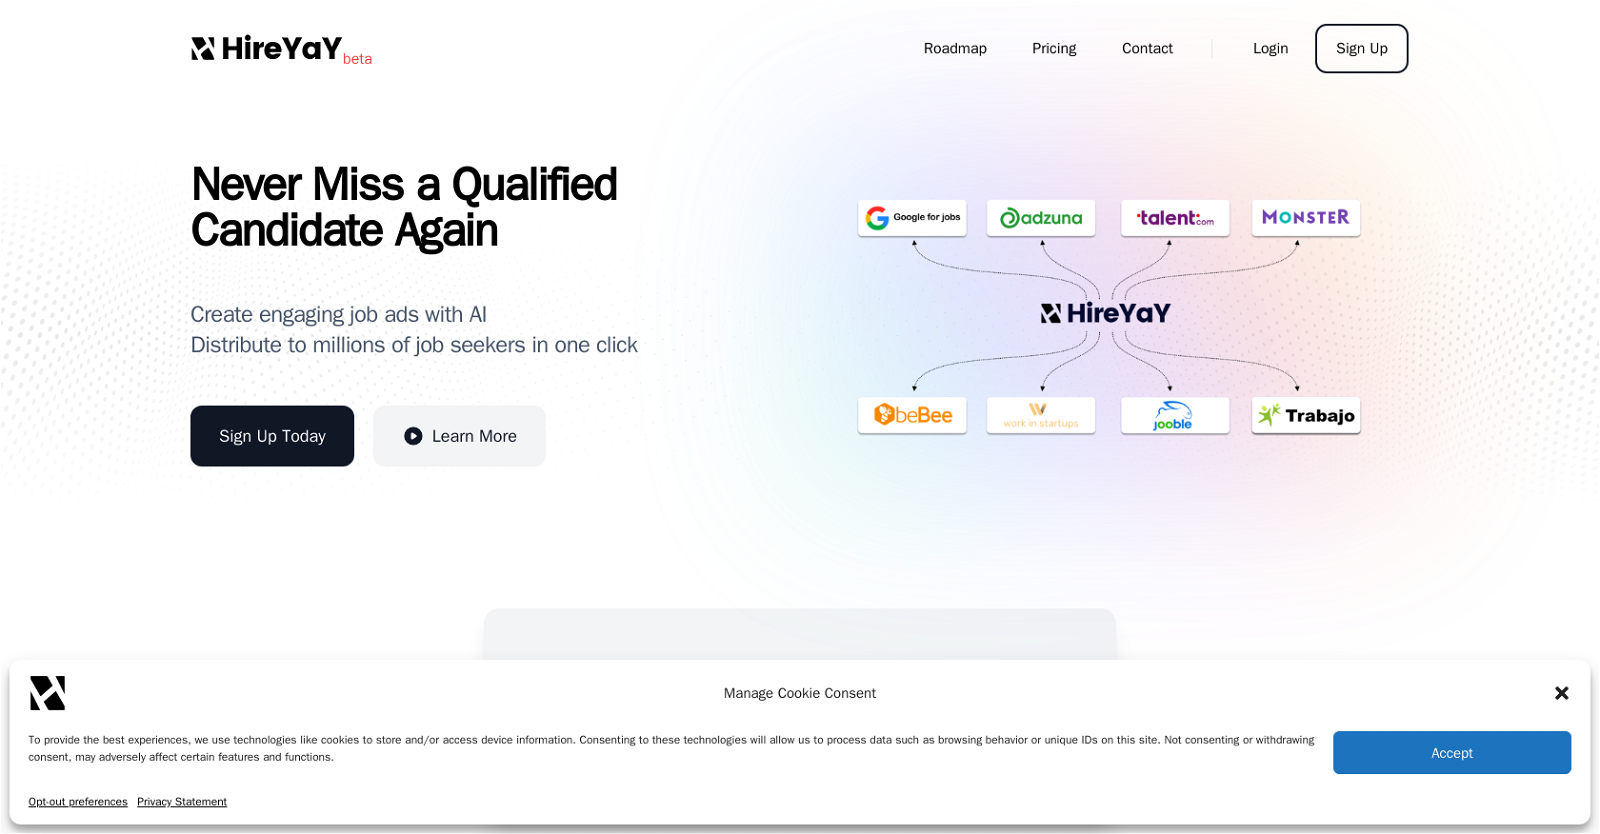 HireYaY beta
Roadmap
Pricing
Contact
Login
Sign Up
Never Miss a Qualified
Candidate Again
Create engaging job ads with AI
Distribute to millions of job seekers in one click
Sign Up Today
Learn More
Google for jobs
adzuna
talent.com
MONSTER
HireYaY
beBee
work in startups
jooble
Trabajo
Manage Cookie Consent
To provide the best experiences, we use technologies like cookies to store and/or access device information. Consenting to these technologies will allow us to process data such as browsing behavior or unique IDs on this site. Not consenting or withdrawing
consent, may adversely affect certain features and functions.
Accept
Opt-out preferences
Privacy Statement